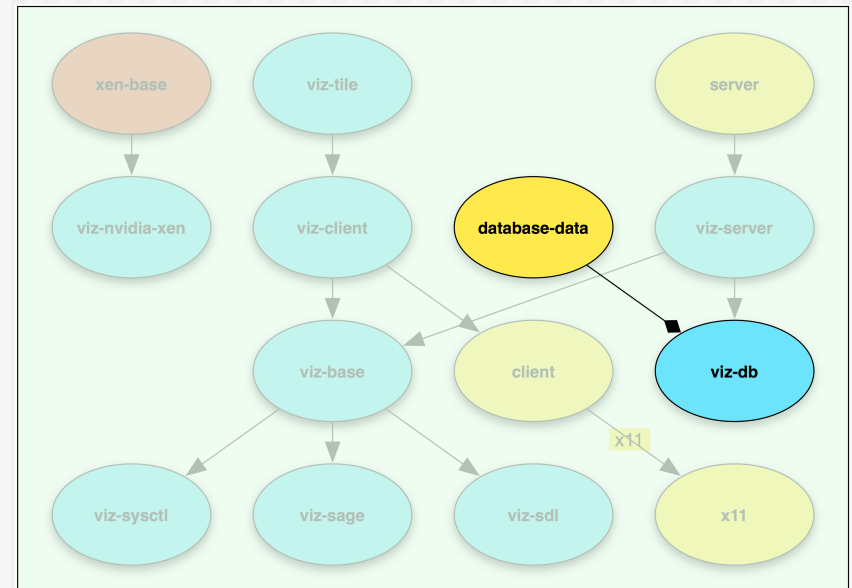 xen-base
viz-tile
server
viz-nvidia-xen
viz-client
database-data
viz-server
viz-base
client
viz-db
x11
viz-sysctl
viz-sage
viz-sdl
x11